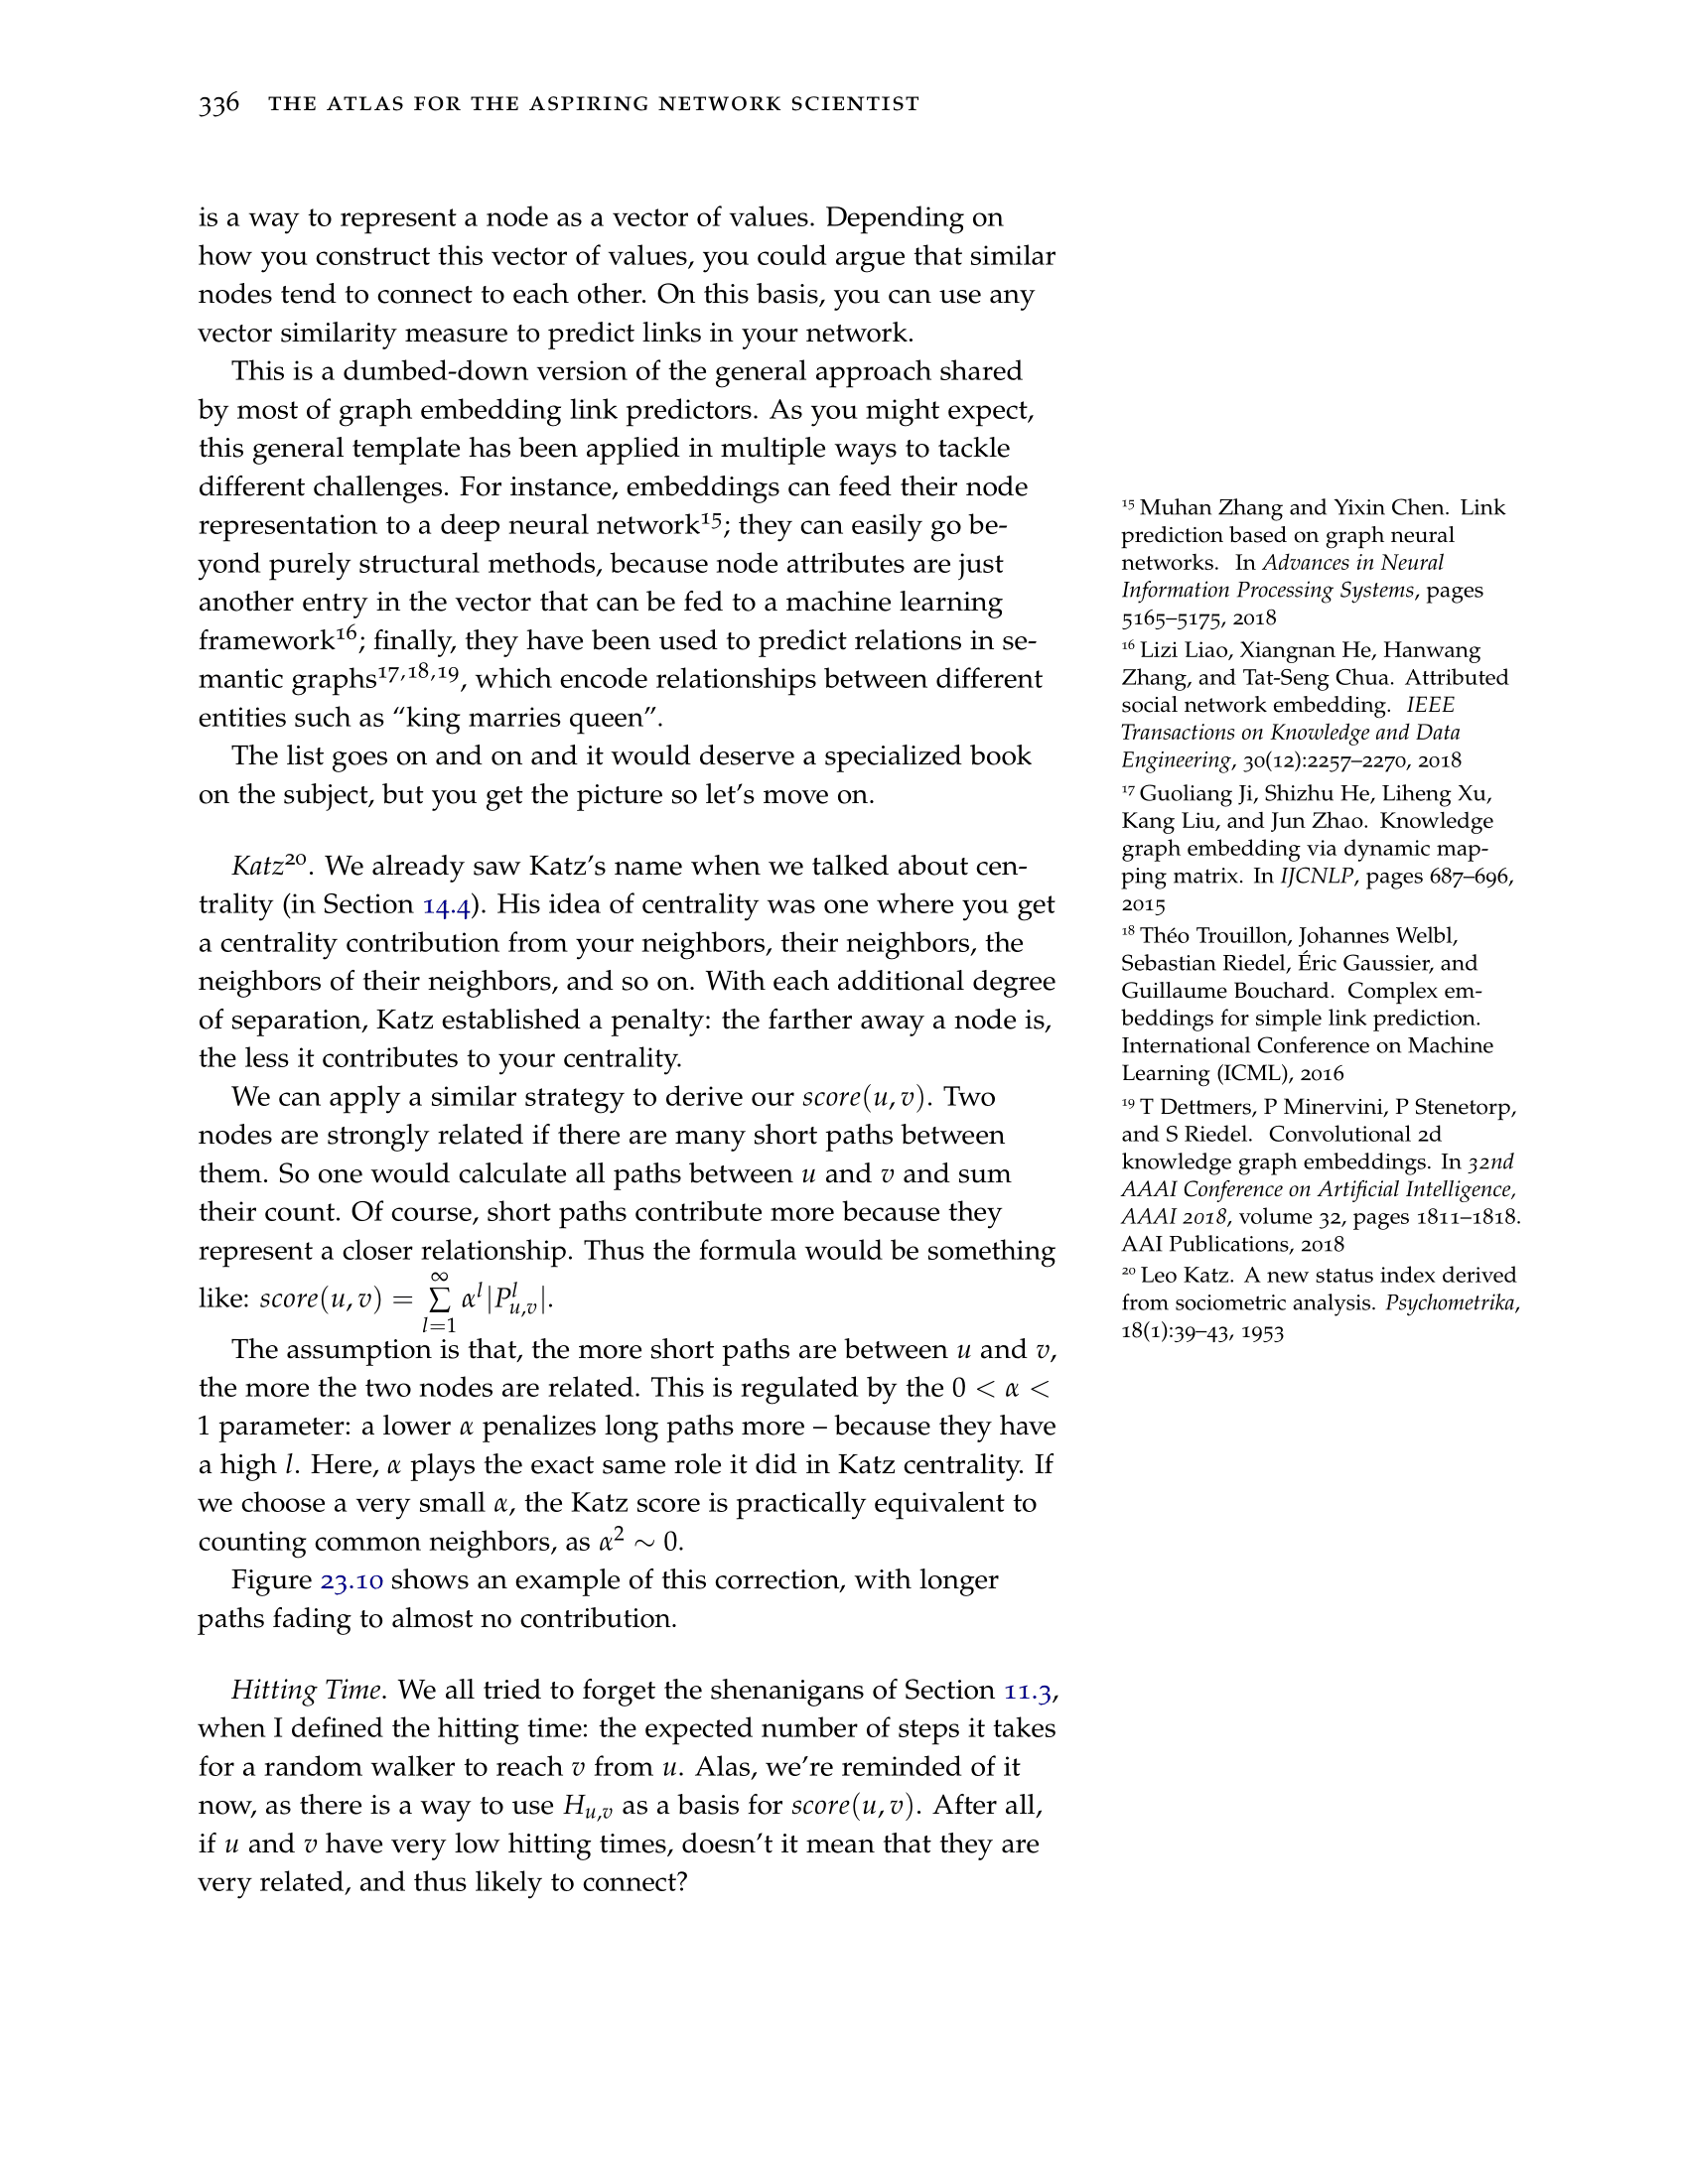 336 THE ATLAS FOR THE ASPIRING NETWORK SCIENTIST
is a way to represent a node as a vector of values. Depending on
how you construct this vector of values, you could argue that similar
nodes tend to connect to each other. On this basis, you can use any
vector similarity measure to predict links in your network.
This is a dumbed-down version of the general approach shared
by most of graph embedding link predictors. As you might expect,
this general template has been applied in multiple ways to tackle
different challenges. For instance, embeddings can feed their node
representation to a deep neural network¹⁵; they can easily go be-
yond purely structural methods, because node attributes are just
another entry in the vector that can be fed to a machine learning
framework¹⁶; finally, they have been used to predict relations in se-
mantic graphs¹⁷,¹⁸,¹⁹, which encode relationships between different
entities such as “king marries queen”.
The list goes on and on and it would deserve a specialized book
on the subject, but you get the picture so let’s move on.
Katz²⁰. We already saw Katz’s name when we talked about cen-
trality (in Section 14.4). His idea of centrality was one where you get
a centrality contribution from your neighbors, their neighbors, the
neighbors of their neighbors, and so on. With each additional degree
of separation, Katz established a penalty: the farther away a node is,
the less it contributes to your centrality.
We can apply a similar strategy to derive our score(u, v). Two
nodes are strongly related if there are many short paths between
them. So one would calculate all paths between u and v and sum
their count. Of course, short paths contribute more because they
represent a closer relationship. Thus the formula would be something
like: score(u, v) = ∑_{l=1}^{∞} α^l |P^l_{u,v}|.
The assumption is that, the more short paths are between u and v,
the more the two nodes are related. This is regulated by the 0 < α <
1 parameter: a lower α penalizes long paths more – because they have
a high l. Here, α plays the exact same role it did in Katz centrality. If
we choose a very small α, the Katz score is practically equivalent to
counting common neighbors, as α² ∼ 0.
Figure 23.10 shows an example of this correction, with longer
paths fading to almost no contribution.
Hitting Time. We all tried to forget the shenanigans of Section 11.3,
when I defined the hitting time: the expected number of steps it takes
for a random walker to reach v from u. Alas, we’re reminded of it
now, as there is a way to use H_{u,v} as a basis for score(u, v). After all,
if u and v have very low hitting times, doesn’t it mean that they are
very related, and thus likely to connect?
¹⁵ Muhan Zhang and Yixin Chen. Link
prediction based on graph neural
networks. In Advances in Neural
Information Processing Systems, pages
5165–5175, 2018
¹⁶ Lizi Liao, Xiangnan He, Hanwang
Zhang, and Tat-Seng Chua. Attributed
social network embedding. IEEE
Transactions on Knowledge and Data
Engineering, 30(12):2257–2270, 2018
¹⁷ Guoliang Ji, Shizhu He, Liheng Xu,
Kang Liu, and Jun Zhao. Knowledge
graph embedding via dynamic map-
ping matrix. In IJCNLP, pages 687–696,
2015
¹⁸ Théo Trouillon, Johannes Welbl,
Sebastian Riedel, Éric Gaussier, and
Guillaume Bouchard. Complex em-
beddings for simple link prediction.
International Conference on Machine
Learning (ICML), 2016
¹⁹ T Dettmers, P Minervini, P Stenetorp,
and S Riedel. Convolutional 2d
knowledge graph embeddings. In 32nd
AAAI Conference on Artificial Intelligence,
AAAI 2018, volume 32, pages 1811–1818.
AAI Publications, 2018
²⁰ Leo Katz. A new status index derived
from sociometric analysis. Psychometrika,
18(1):39–43, 1953